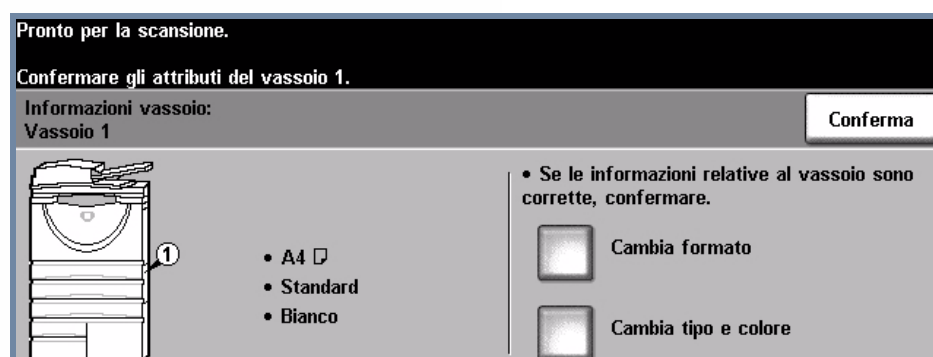 Pronto per la scansione.
Confermare gli attributi del vassoio 1.
Informazioni vassoio:
Vassoio 1
Conferma
1
• A4
• Standard
• Bianco
• Se le informazioni relative al vassoio sono
corrette, confermare.
Cambia formato
Cambia tipo e colore